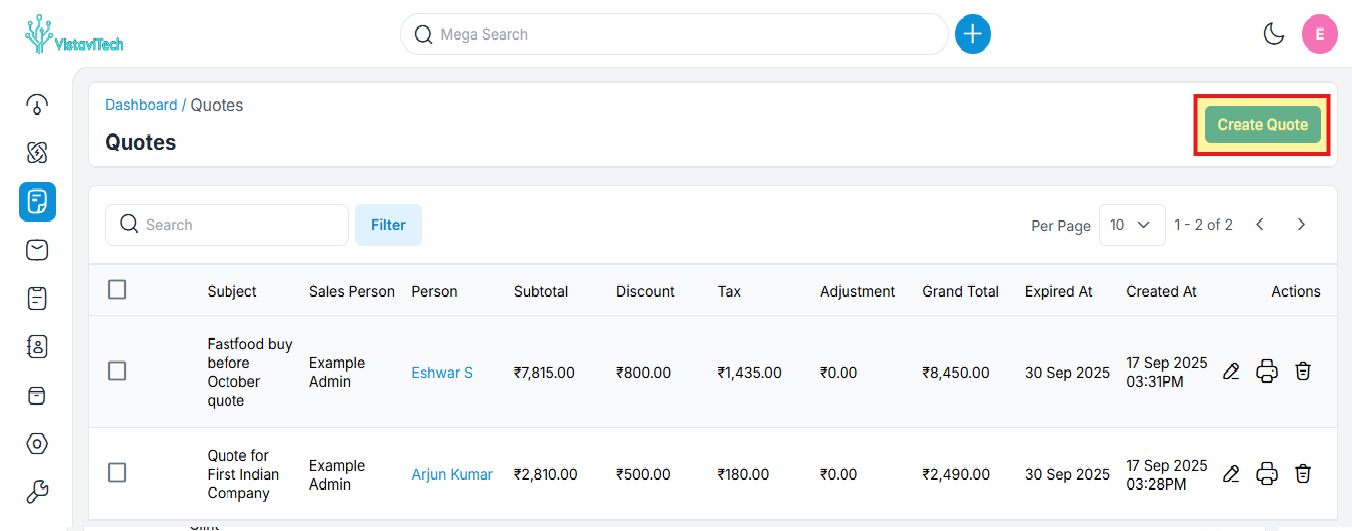 VistaviTech
Mega Search
E
Dashboard / Quotes
Quotes
Create Quote
Search
Filter
Per Page
10
1 - 2 of 2
Subject Sales Person Person Subtotal Discount Tax Adjustment Grand Total Expired At Created At Actions
Fastfood buy
before
October
quote
Example
Admin
Eshwar S
₹7,815.00
₹800.00
₹1,435.00
₹0.00
₹8,450.00
30 Sep 2025
17 Sep 2025
03:31PM
Quote for
First Indian
Company
Example
Admin
Arjun Kumar
₹2,810.00
₹500.00
₹180.00
₹0.00
₹2,490.00
30 Sep 2025
17 Sep 2025
03:28PM